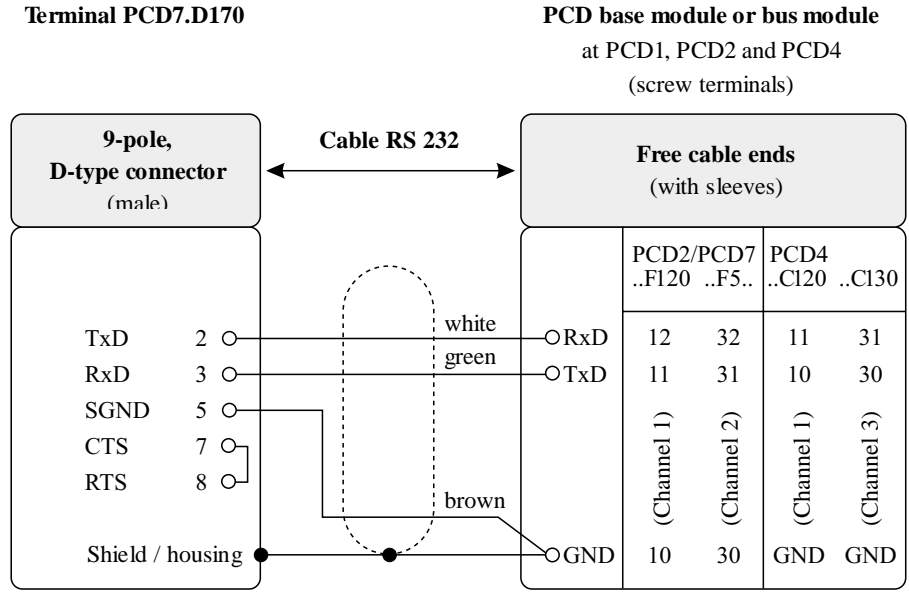 Terminal PCD7.D170
PCD base module or bus module
at PCD1, PCD2 and PCD4
(screw terminals)
9-pole,
D-type connector
(male)
Cable RS 232
Free cable ends
(with sleeves)
PCD2/PCD7 PCD4
..F120 ..F5.. ..C120 ..C130
TxD 2 white RxD 12 32 11 31
RxD 3 green TxD 11 31 10 30
SGND 5
CTS 7
RTS 8
(Channel 1) (Channel 2) (Channel 1) (Channel 3)
brown
Shield / housing GND 10 30 GND GND